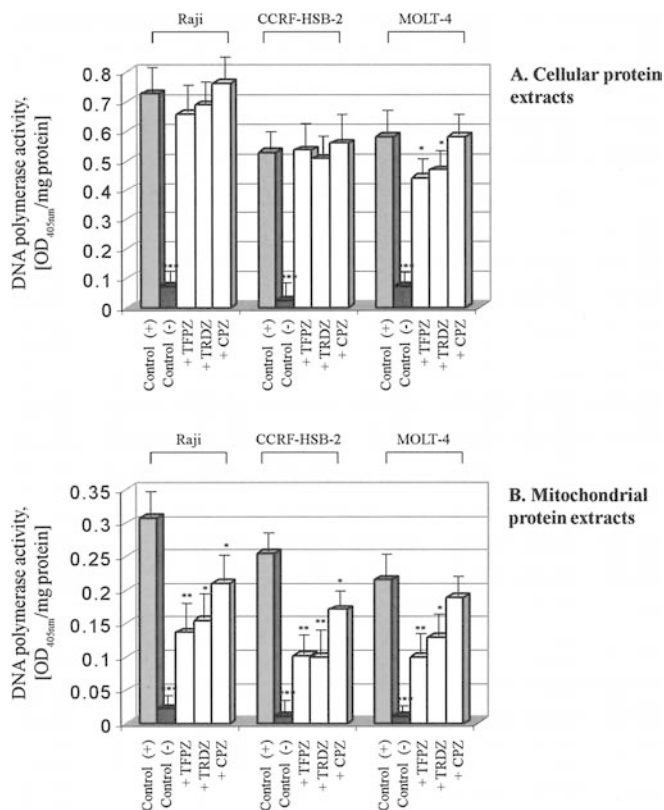 Raji CCRF-HSB-2 MOLT-4
A. Cellular protein
extracts
DNA polymerase activity,
[OD405nm/mg protein]
0.8
0.7
0.6
0.5
0.4
0.3
0.2
0.1
0
*** *** * * ***
Control (+) Control (-) + TFPZ + TRDZ + CPZ Control (+) Control (-) + TFPZ + TRDZ + CPZ Control (+) Control (-) + TFPZ + TRDZ + CPZ
Raji CCRF-HSB-2 MOLT-4
B. Mitochondrial
protein extracts
DNA polymerase activity,
[OD405nm/mg protein]
0.35
0.3
0.25
0.2
0.15
0.1
0.05
0
*** ** * * *** ** ** * *** ** *
Control (+) Control (-) + TFPZ + TRDZ + CPZ Control (+) Control (-) + TFPZ + TRDZ + CPZ Control (+) Control (-) + TFPZ + TRDZ + CPZ